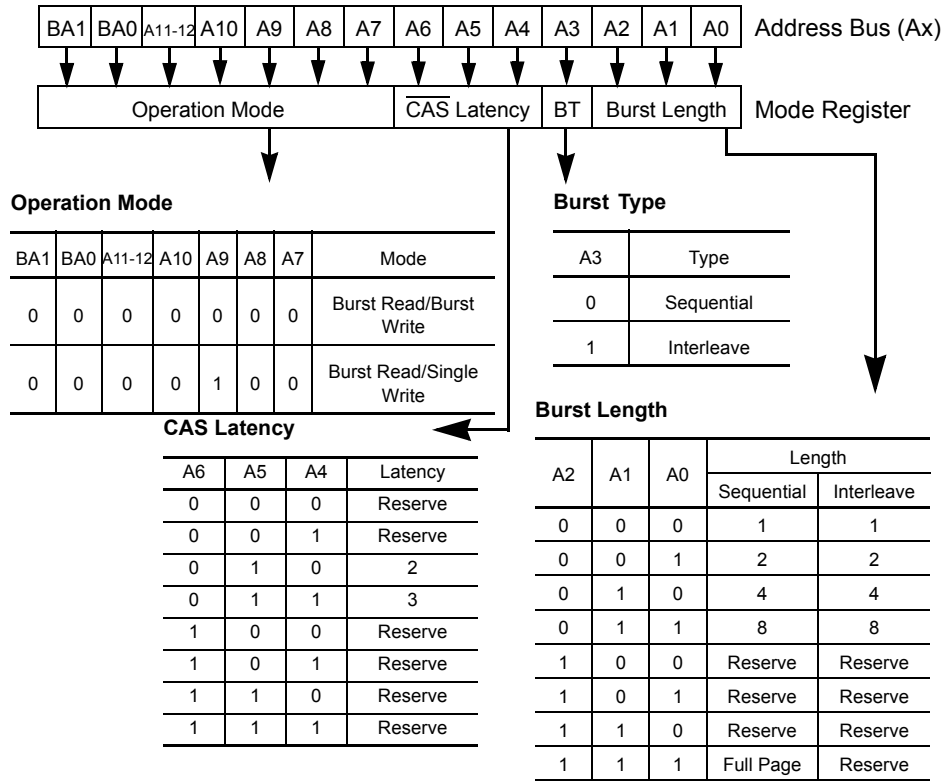 BA1 BA0 A11-12 A10 A9 A8 A7 A6 A5 A4 A3 A2 A1 A0 Address Bus (Ax)
Operation Mode CAS Latency BT Burst Length Mode Register
Operation Mode
BA1 BA0 A11-12 A10 A9 A8 A7 Mode
0 0 0 0 0 0 0 Burst Read/Burst
Write
0 0 0 0 1 0 0 Burst Read/Single
Write
Burst Type
A3 Type
0 Sequential
1 Interleave
CAS Latency
A6 A5 A4 Latency
0 0 0 Reserve
0 0 1 Reserve
0 1 0 2
0 1 1 3
1 0 0 Reserve
1 0 1 Reserve
1 1 0 Reserve
1 1 1 Reserve
Burst Length
A2 A1 A0 Length
Sequential Interleave
0 0 0 1 1
0 0 1 2 2
0 1 0 4 4
0 1 1 8 8
1 0 0 Reserve Reserve
1 0 1 Reserve Reserve
1 1 0 Reserve Reserve
1 1 1 Full Page Reserve